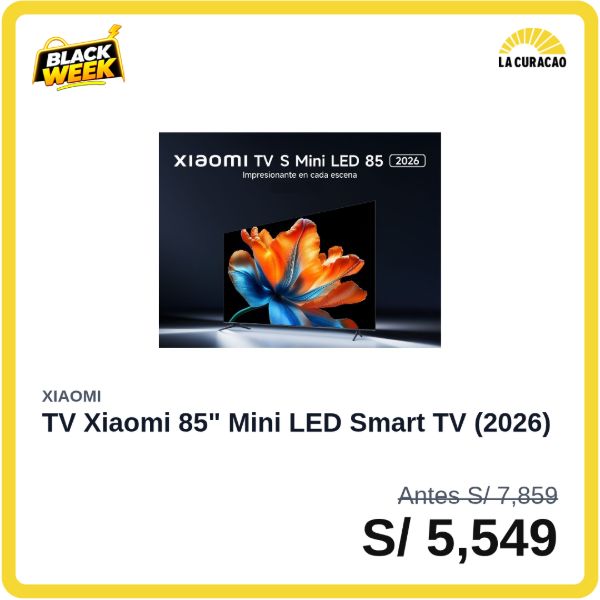 BLACK
WEEK
LA CURACAO
xiaomi TV S Mini LED 85 2026
Impresionante en cada escena
XIAOMI
TV Xiaomi 85" Mini LED Smart TV (2026)
Antes S/ 7,859
S/ 5,549